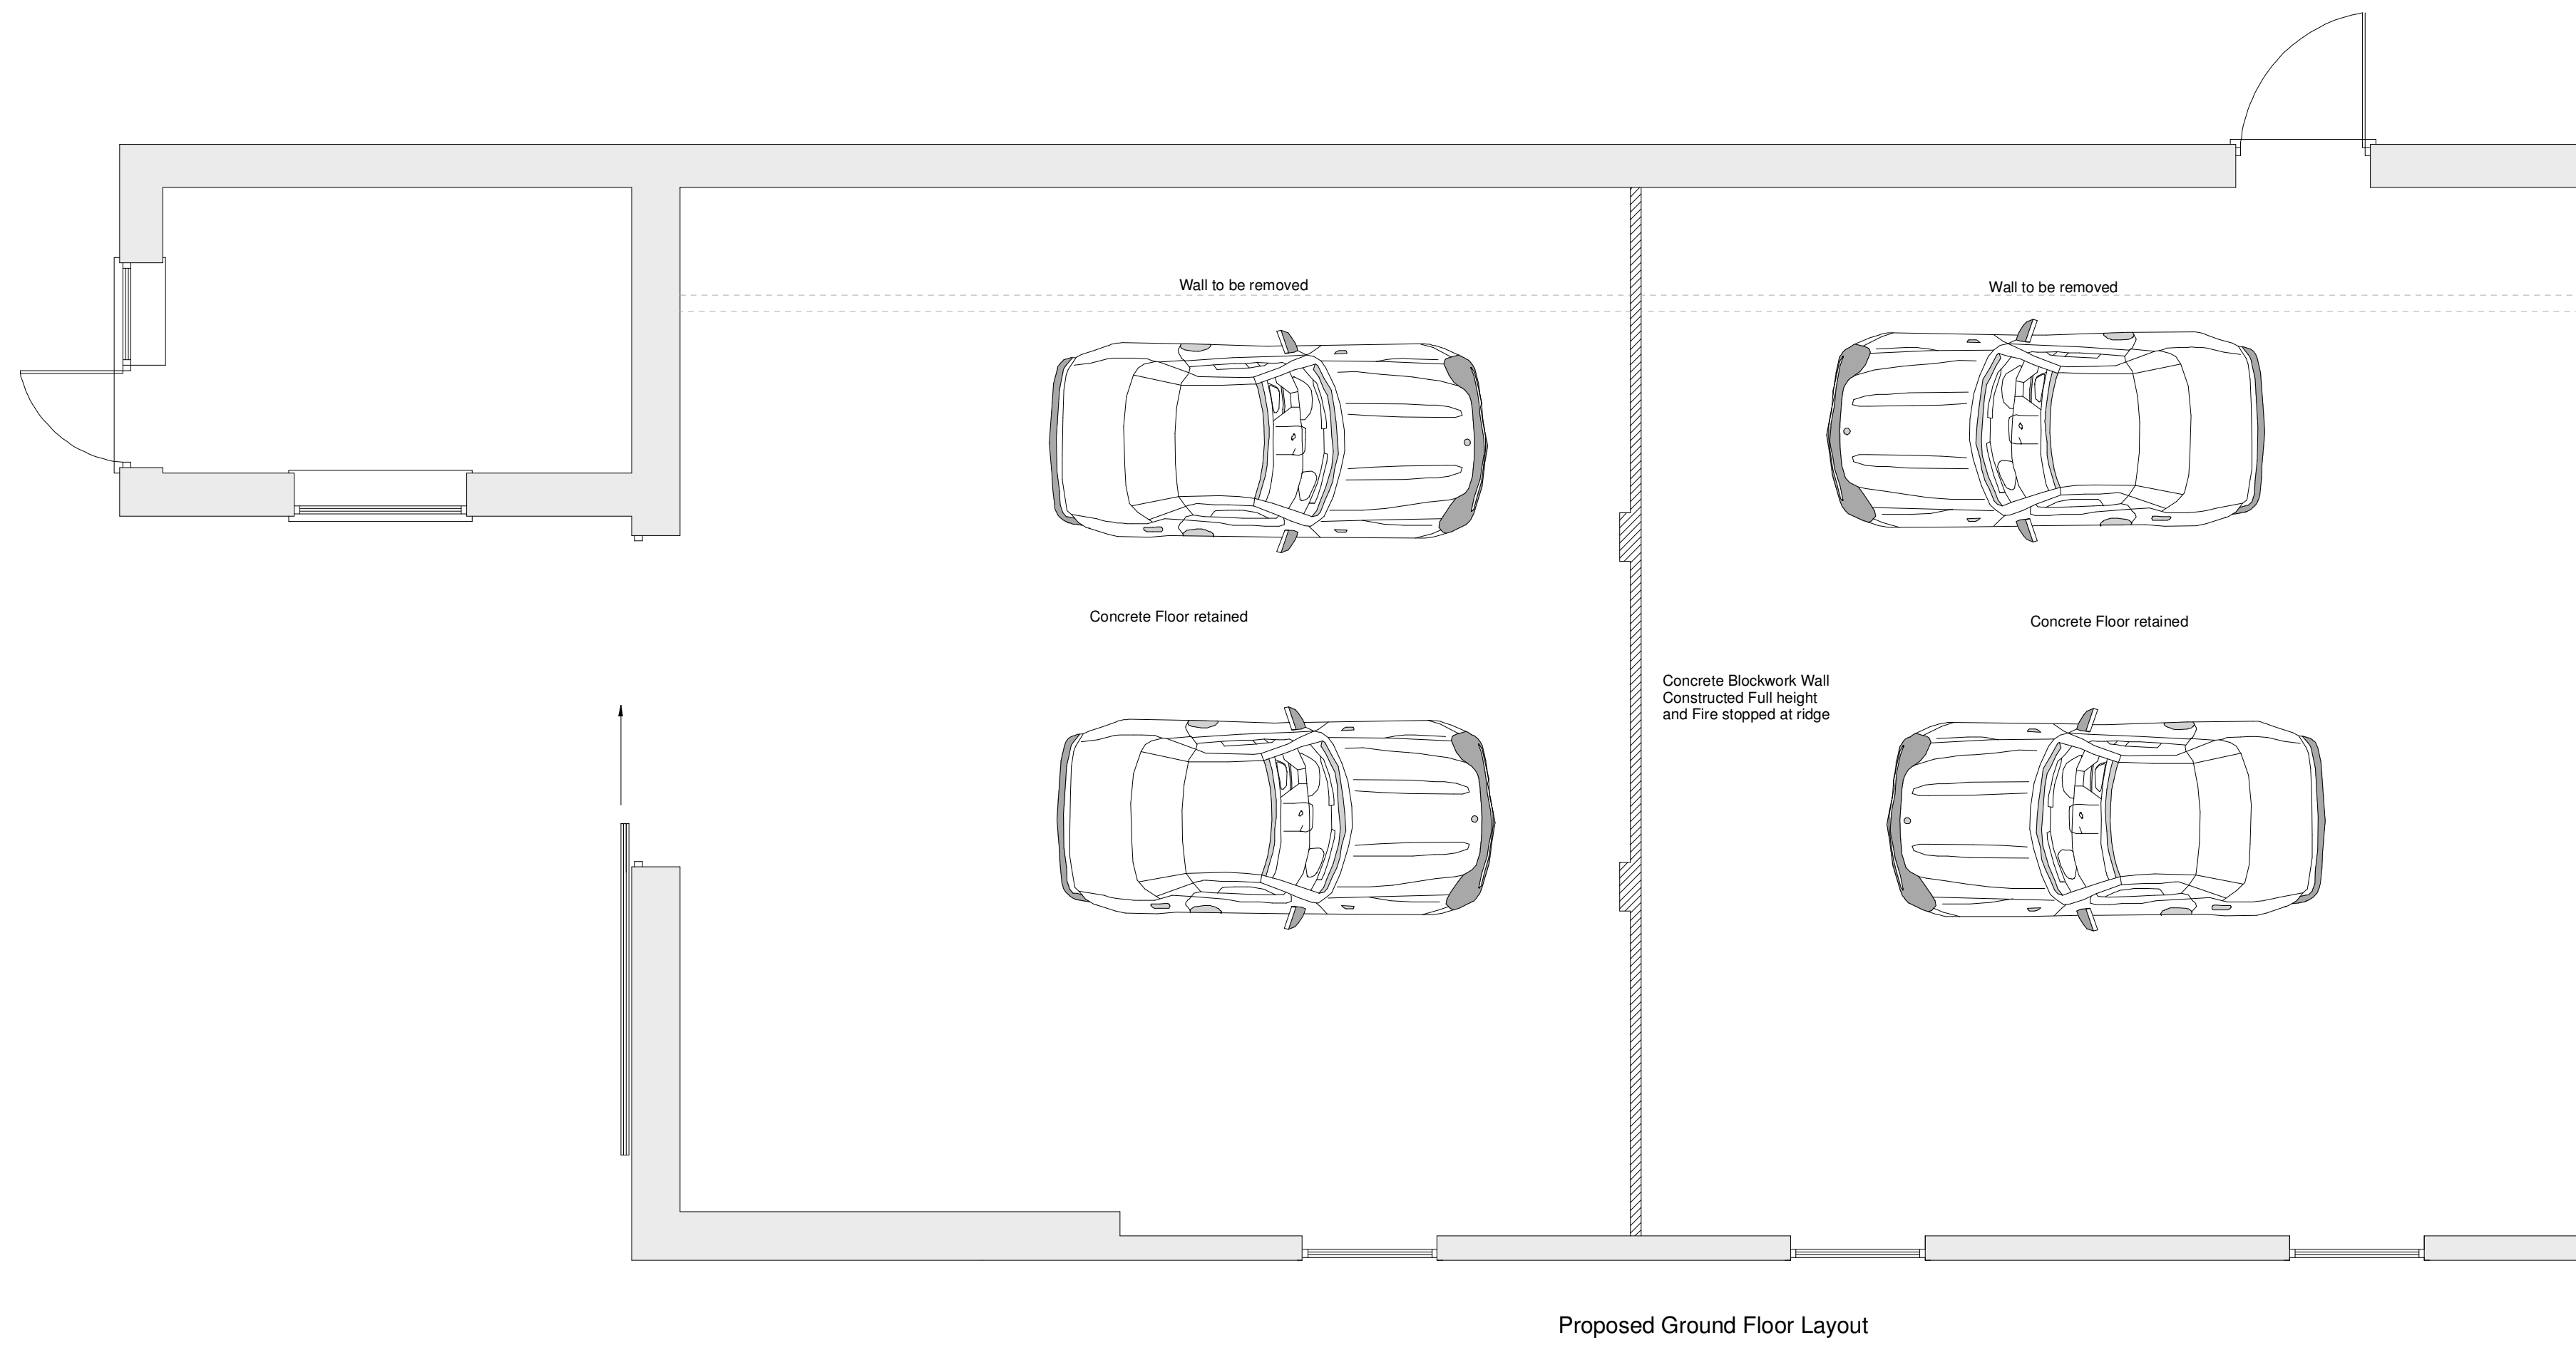 Wall to be removed
Wall to be removed
Concrete Floor retained
Concrete Floor retained
Concrete Blockwork Wall
Constructed Full height
and Fire stopped at ridge
Proposed Ground Floor Layout